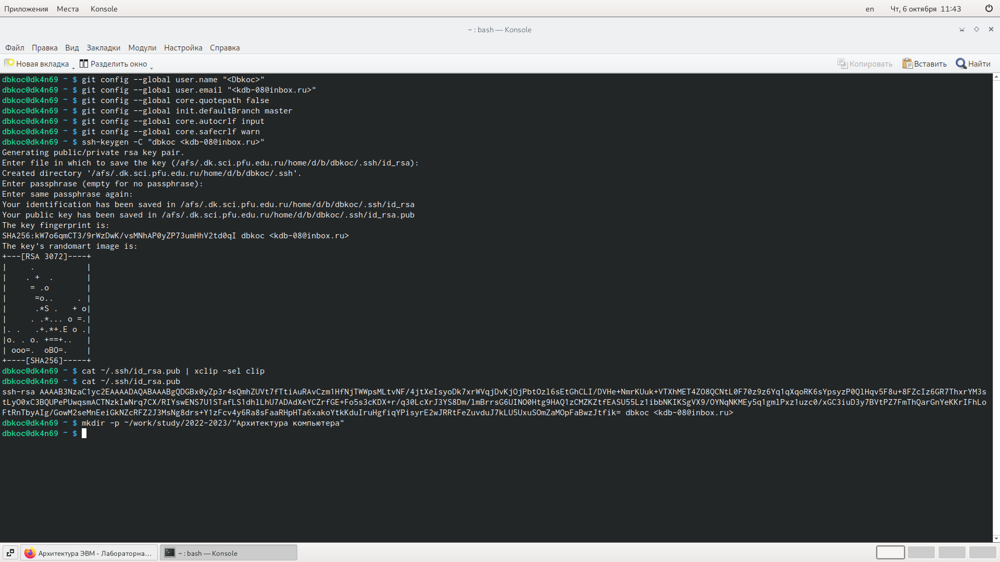 Приложения Места Konsole en Чт, 6 октября 11:43
~ : bash — Konsole
Файл Правка Вид Закладки Модули Настройка Справка
Новая вкладка Разделить окно Копировать Вставить Найти
dbkoc@dk4n69 ~ $ git config --global user.name "<Dbkoc>"
dbkoc@dk4n69 ~ $ git config --global user.email "<kdb-08@inbox.ru>"
dbkoc@dk4n69 ~ $ git config --global core.quotepath false
dbkoc@dk4n69 ~ $ git config --global init.defaultBranch master
dbkoc@dk4n69 ~ $ git config --global core.autocrlf input
dbkoc@dk4n69 ~ $ git config --global core.safecrlf warn
dbkoc@dk4n69 ~ $ ssh-keygen -C "dbkoc <kdb-08@inbox.ru>"
Generating public/private rsa key pair.
Enter file in which to save the key (/afs/.dk.sci.pfu.edu.ru/home/d/b/dbkoc/.ssh/id_rsa):
Created directory '/afs/.dk.sci.pfu.edu.ru/home/d/b/dbkoc/.ssh'.
Enter passphrase (empty for no passphrase):
Enter same passphrase again:
Your identification has been saved in /afs/.dk.sci.pfu.edu.ru/home/d/b/dbkoc/.ssh/id_rsa
Your public key has been saved in /afs/.dk.sci.pfu.edu.ru/home/d/b/dbkoc/.ssh/id_rsa.pub
The key fingerprint is:
SHA256:kW7o6qmCT3/9rWzDwK/vsMNhAP0yZP73umHhV2td0qI dbkoc <kdb-08@inbox.ru>
The key's randomart image is:
+---[RSA 3072]----+
|     .           |
|    . +  .       |
|     = .o        |
|      =o..     . |
|      .*S .   + o|
|     . .*... o =.|
|. .   .+.*+.E o .|
|o. . o. +==+..   |
| ooo=.  oBO=.    |
+----[SHA256]-----+
dbkoc@dk4n69 ~ $ cat ~/.ssh/id_rsa.pub | xclip -sel clip
dbkoc@dk4n69 ~ $ cat ~/.ssh/id_rsa.pub
ssh-rsa AAAAB3NzaC1yc2EAAAADAQABAAABgQDGBx0yZp3r4sQmhZUVt7fTtiAuRAvCzm1HfNjTWWpsMLtvNF/4jtXeIsyoDk7xrWVqjDvKjOjPbtOzl6sEtGhCLI/DVHe+NmrKUuk+VTXhMET4ZO8QCNtL0F70z9z6Yq1qXqoRK6sYpsyzP0QlHqv5F8u+8FZcIz6GR7ThxrYM3s
tLyO0xC3BQUPePUwqsmACTNzkIwNrq7CX/RIYswENS7U1STafLS1dhlLhU7ADAdXeYCZrfGE+Fo5s3cKDX+r/q30LcXrJ3YS8Dm/lmBrrsG6UINO0Htg9HAQ1zCMZKZtfEASU55Lz1ibbNKIKSgVX9/OYNqNKMEy5q1gmlPxz1uzc0/xGC3iuD3y7BVtPZ7FmThQarGnYeKKrIFhLo
FtRnTbyAIg/GowM2seMnEeiGkNZcRFZ2J3MsNg8drs+Y1zFcv4y6Ra8sFaaRHpHTa6xakoYtkKduIruHgfiqYPisyrE2wJRRtFeZuvduJ7kLU5UxuSOmZaMOpFaBwzJtfik= dbkoc <kdb-08@inbox.ru>
dbkoc@dk4n69 ~ $ mkdir -p ~/work/study/2022-2023/"Архитектура компьютера"
dbkoc@dk4n69 ~ $
Архитектура ЭВМ - Лабораторна... ~ : bash — Konsole